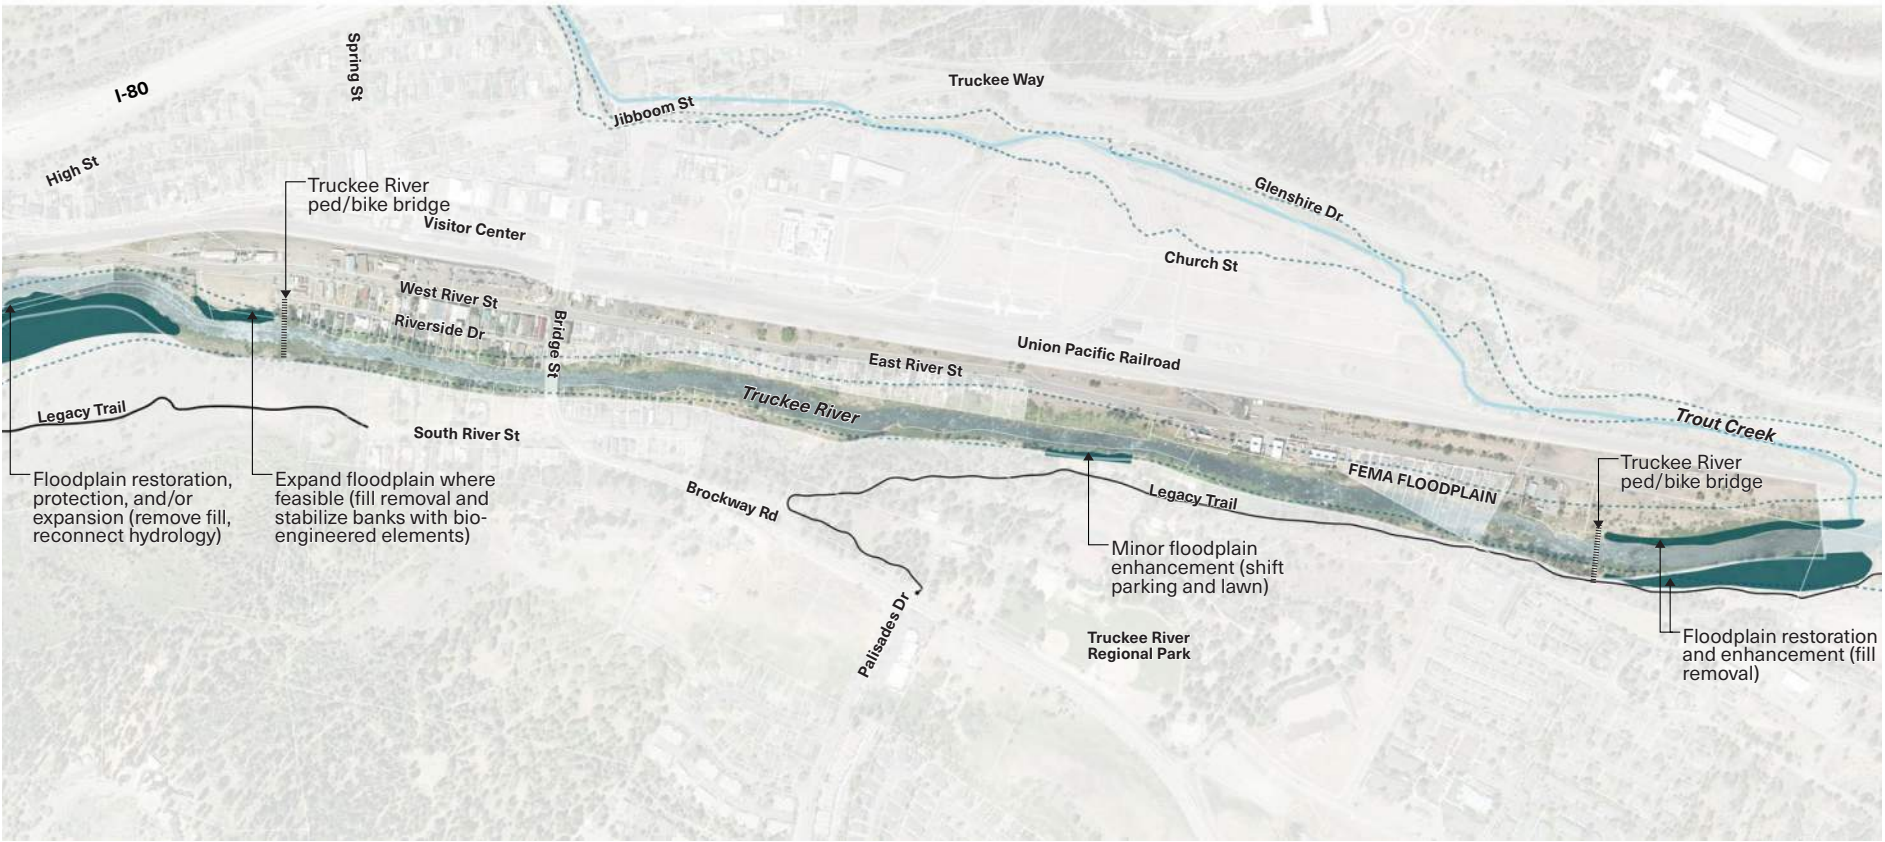 Spring St
I-80
Truckee Way
Jibboom St
High St
Truckee River
ped/bike bridge
Glenshire Dr
Visitor Center
Church St
West River St
Riverside Dr
Bridge St
Union Pacific Railroad
East River St
Truckee River
Legacy Trail
South River St
Trout Creek
Truckee River
ped/bike bridge
FEMA FLOODPLAIN
Floodplain restoration,
protection, and/or
expansion (remove fill,
reconnect hydrology)
Expand floodplain where
feasible (fill removal and
stabilize banks with bio-
engineered elements)
Brockway Rd
Legacy Trail
Minor floodplain
enhancement (shift
parking and lawn)
Palisades Dr
Truckee River
Regional Park
Floodplain restoration
and enhancement (fill
removal)